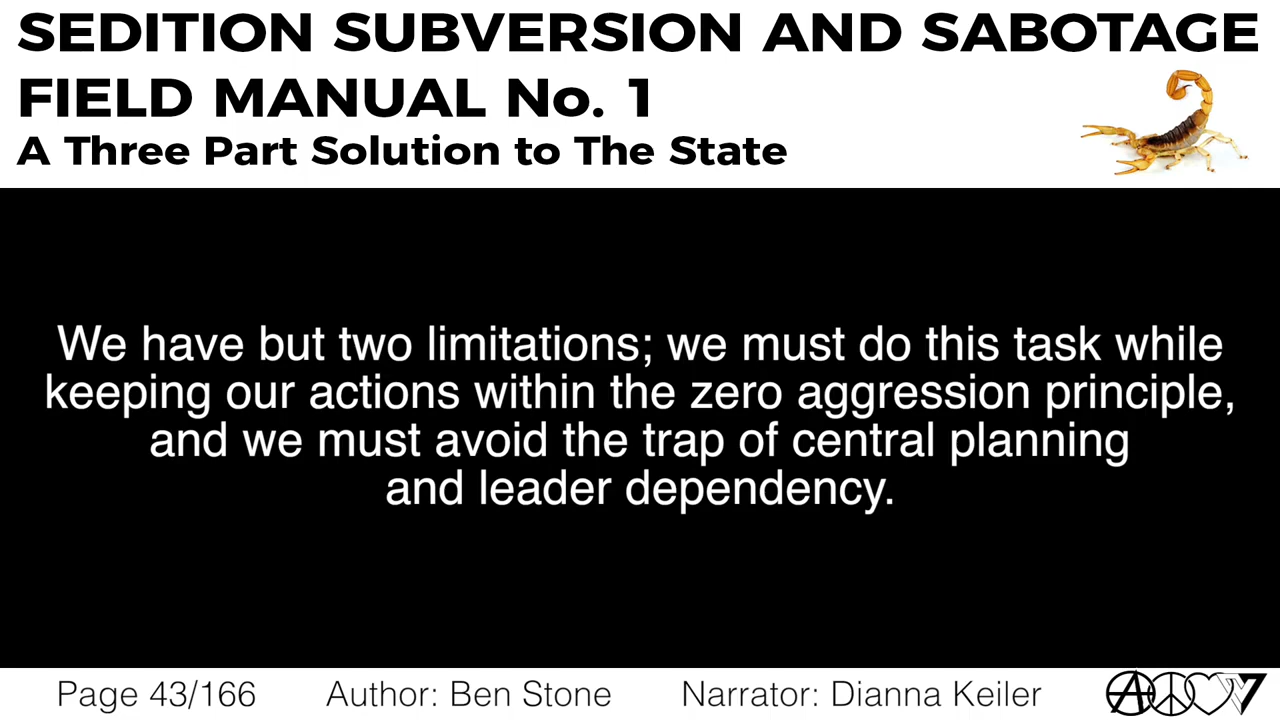 SEDITION SUBVERSION AND SABOTAGE
FIELD MANUAL No. 1
A Three Part Solution to The State
We have but two limitations; we must do this task while
keeping our actions within the zero aggression principle,
and we must avoid the trap of central planning
and leader dependency.
Page 43/166 Author: Ben Stone Narrator: Dianna Keiler